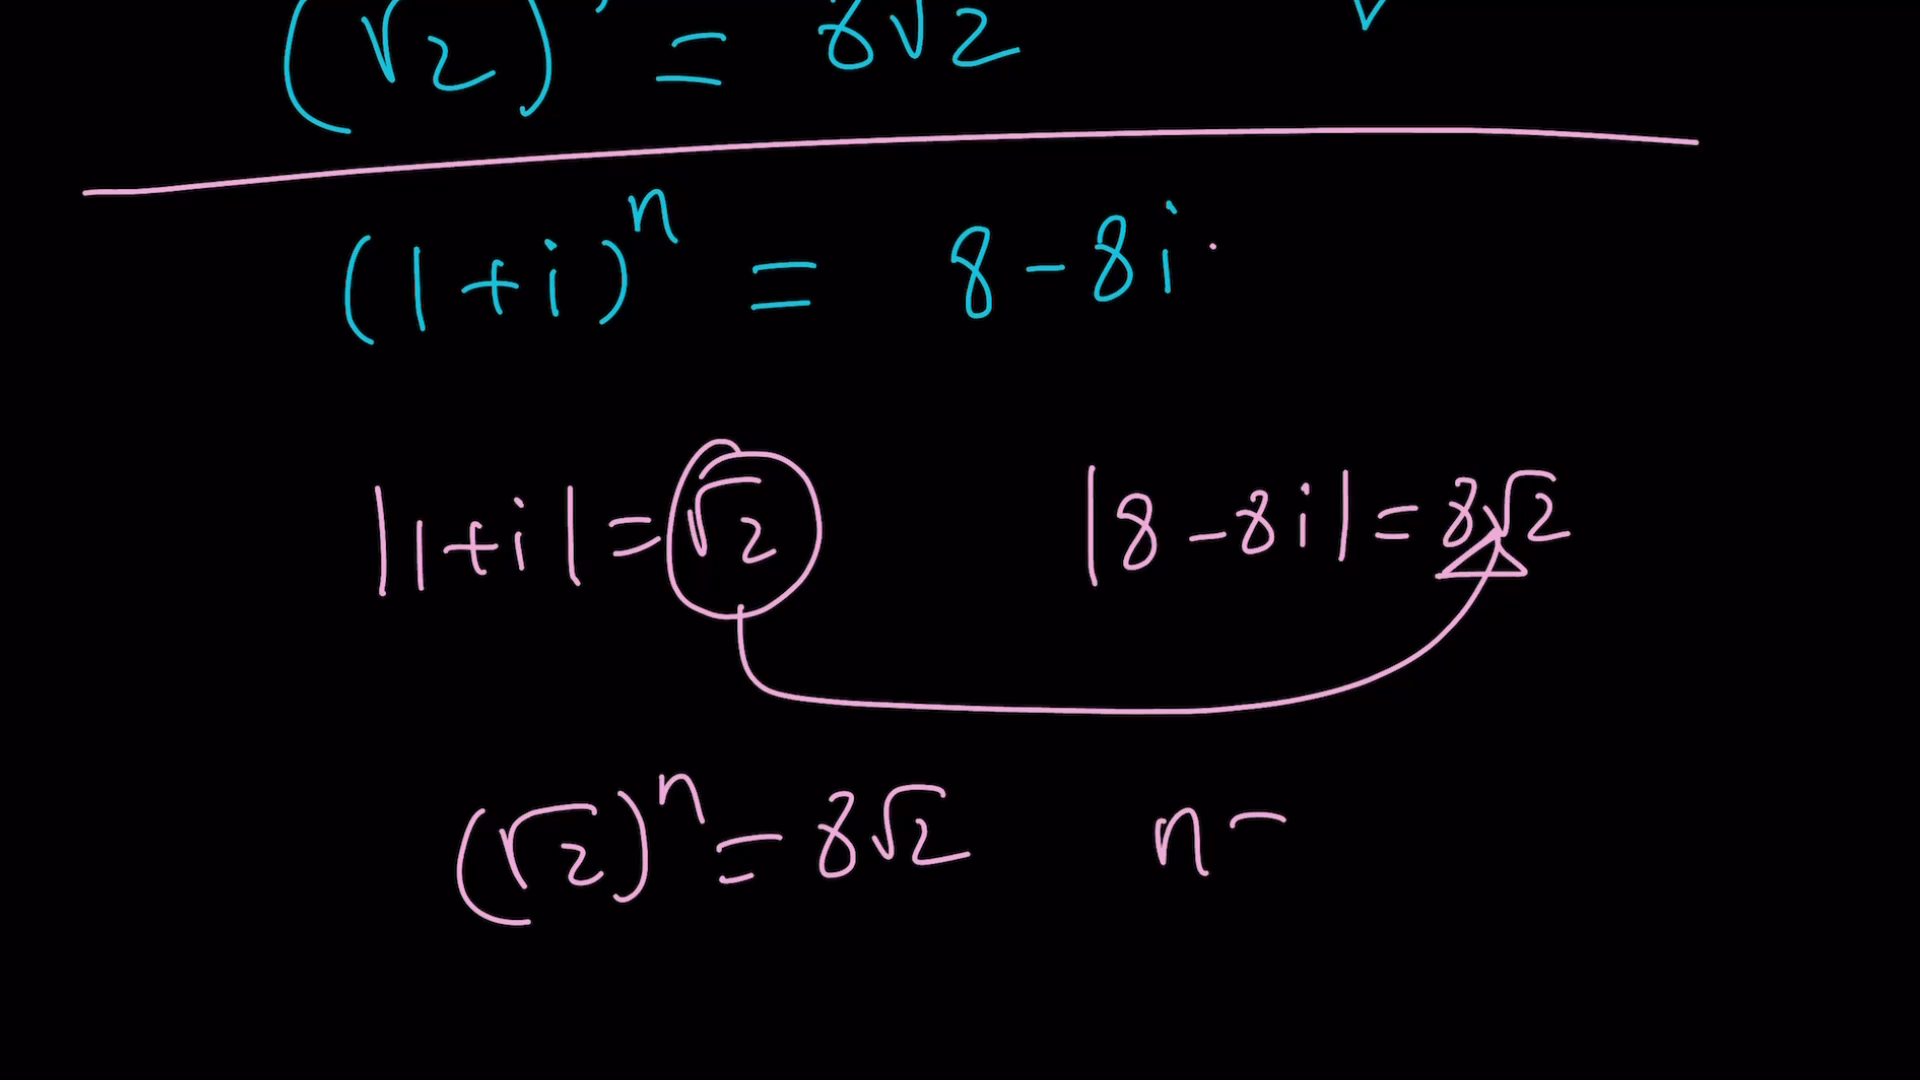 (√2)' = 8√2
(1+i)^n = 8-8i
|1+i|=√2 |8-8i|=8√2
(√2)^n=8√2 n-